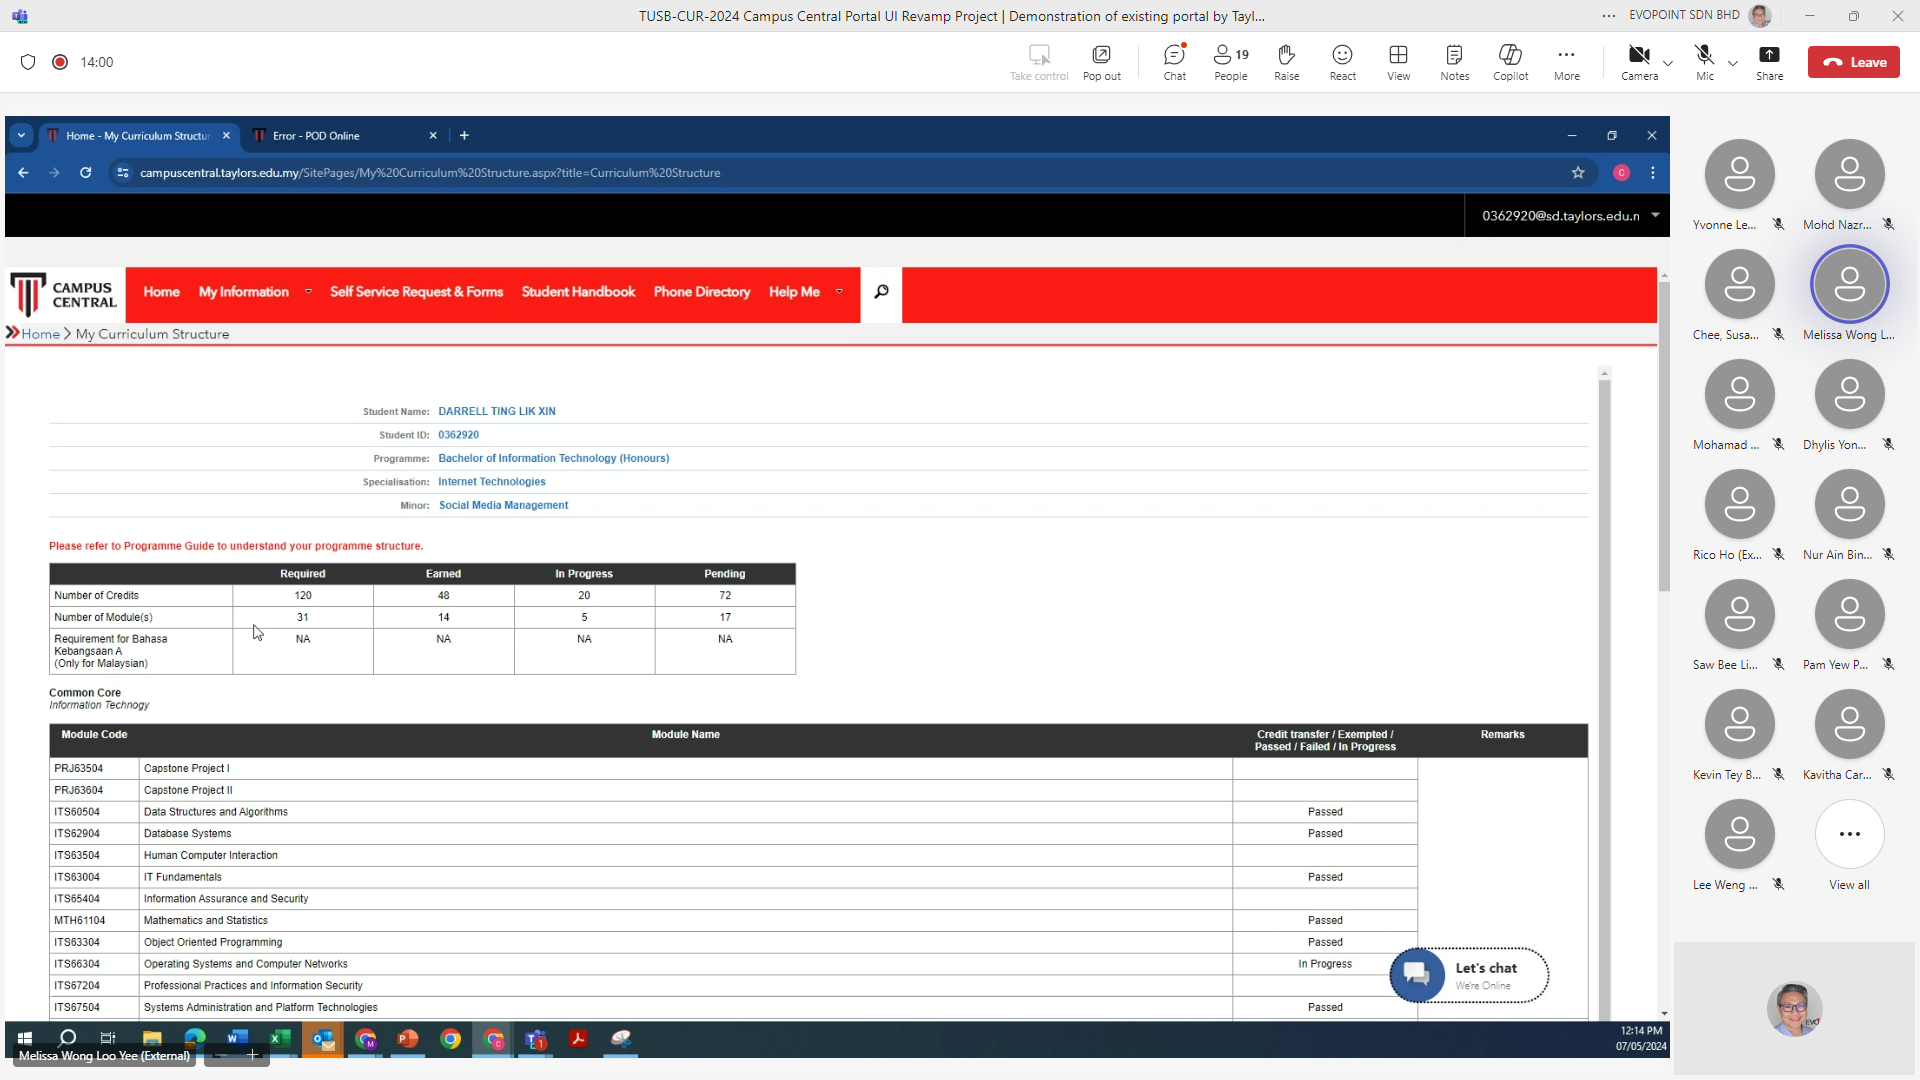 TUSB-CUR-2024 Campus Central Portal UI Revamp Project | Demonstration of existing portal by Tayl...
EVOPOINT SDN BHD
14:00
Take control
Pop out
Chat
19
People
Raise
React
View
Notes
Copilot
More
Camera
Mic
Share
Leave
Home - My Curriculum Structur
Error - POD Online
campuscentral.taylors.edu.my/SitePages/My%20Curriculum%20Structure.aspx?title=Curriculum%20Structure
C
0362920@sd.taylors.edu.n
CAMPUS CENTRAL
Home
My Information
Self Service Request & Forms
Student Handbook
Phone Directory
Help Me
Home > My Curriculum Structure
Student Name: DARRELL TING LIK XIN
Student ID: 0362920
Programme: Bachelor of Information Technology (Honours)
Specialisation: Internet Technologies
Minor: Social Media Management
Please refer to Programme Guide to understand your programme structure.
Required Earned In Progress Pending
Number of Credits 120 48 20 72
Number of Module(s) 31 14 5 17
Requirement for Bahasa Kebangsaan A (Only for Malaysian) NA NA NA NA
Common Core
Information Technogy
Module Code Module Name Credit transfer / Exempted / Passed / Failed / In Progress Remarks
PRJ63504 Capstone Project I
PRJ63604 Capstone Project II
ITS60504 Data Structures and Algorithms Passed
ITS62904 Database Systems Passed
ITS63504 Human Computer Interaction
ITS63004 IT Fundamentals Passed
ITS65404 Information Assurance and Security
MTH61104 Mathematics and Statistics Passed
ITS63304 Object Oriented Programming Passed
ITS66304 Operating Systems and Computer Networks In Progress
ITS67204 Professional Practices and Information Security
ITS67504 Systems Administration and Platform Technologies Passed
Let's chat
We're Online
12:14 PM
07/05/2024
Melissa Wong Loo Yee (External)
Yvonne Le...
Mohd Nazr...
Chee, Susa...
Melissa Wong L...
Mohamad ...
Dhylis Yon...
Rico Ho (Ex...
Nur Ain Bin...
Saw Bee Li...
Pam Yew P...
Kevin Tey B...
Kavitha Car...
Lee Weng ...
View all